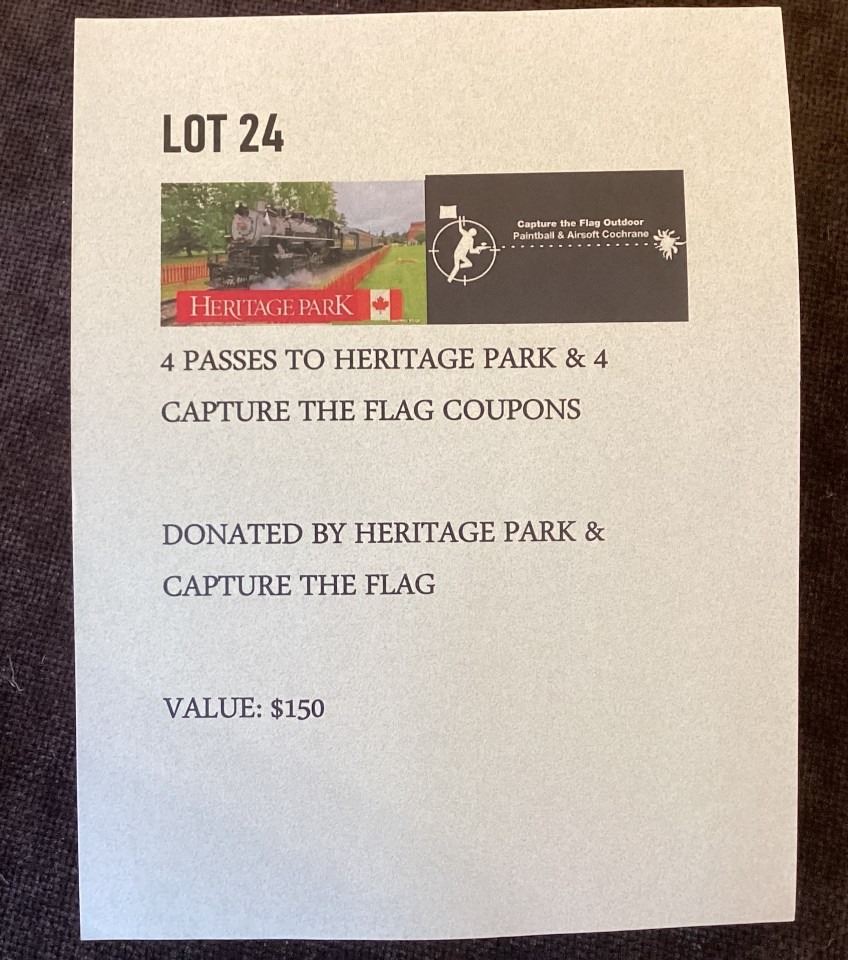 LOT 24
HERITAGE PARK
Capture the Flag Outdoor
Paintball & Airsoft Cochrane
4 PASSES TO HERITAGE PARK & 4
CAPTURE THE FLAG COUPONS
DONATED BY HERITAGE PARK &
CAPTURE THE FLAG
VALUE: $150